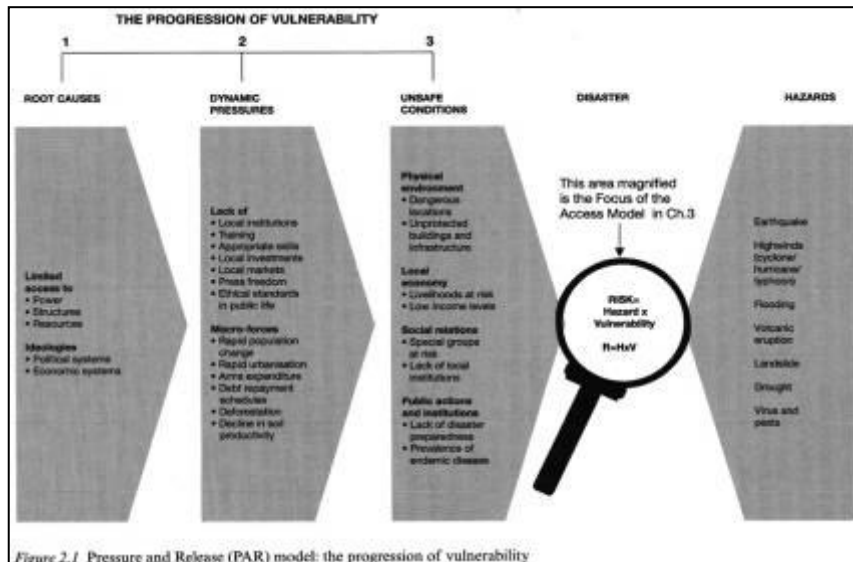 THE PROGRESSION OF VULNERABILITY
1
2
3
ROOT CAUSES
Limited
access to
• Power
• Structures
• Resources
Ideologies
• Political systems
• Economic systems
DYNAMIC
PRESSURES
Lack of
• Local institutions
• Training
• Appropriate skills
• Local investments
• Local markets
• Press freedom
• Ethical standards
in public life
Macro-forces
• Rapid population
change
• Rapid urbanisation
• Arms expenditure
• Debt repayment
schedules
• Deforestation
• Decline in soil
productivity
UNSAFE
CONDITIONS
Physical
environment
• Dangerous
locations
• Unprotected
buildings and
infrastructure
Local
economy
• Livelihoods at risk
• Low income levels
Social relations
• Special groups
at risk
• Lack of local
institutions
Public actions
and institutions
• Lack of disaster
preparedness
• Prevalence of
endemic disease
DISASTER
This area magnified
is the Focus of the
Access Model in Ch.3
RISK=
Hazard x
Vulnerability
R=HxV
HAZARDS
Earthquake
Highwinds
(cyclone/
hurricane/
typhoon)
Flooding
Volcanic
eruption
Landslide
Drought
Virus and
pests
Figure 2.1 Pressure and Release (PAR) model: the progression of vulnerability